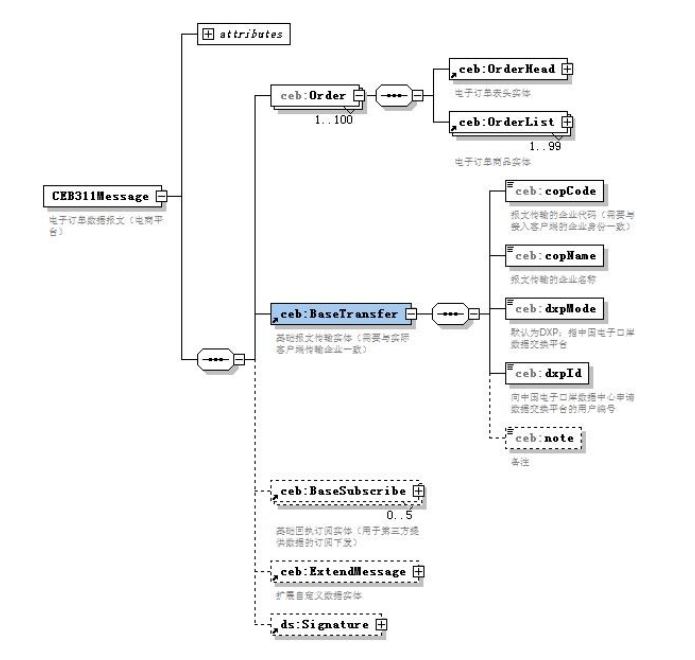 attributes
ceb:OrderHead
电子订单表头实体
ceb:Order
1..100
ceb:OrderList
1..99
电子订单商品实体
CEB311Message
电子订单数据报文（电商平
台）
ceb:copCode
报文传输的企业代码（需要与
接入客户端的企业身份一致）
ceb:copName
报文传输的企业名称
ceb:BaseTransfer
基础报文传输实体（需要与实际
客户端传输企业一致）
ceb:dxpMode
默认为DXP；指中国电子口岸
数据交换平台
ceb:dxpId
向中国电子口岸数据中心申请
数据交换平台的用户编号
ceb:note
备注
ceb:BaseSubscribe
0..5
基础回执订阅实体（用于第三方提
供数据的订阅下发）
ceb:ExtendMessage
扩展自定义数据实体
ds:Signature